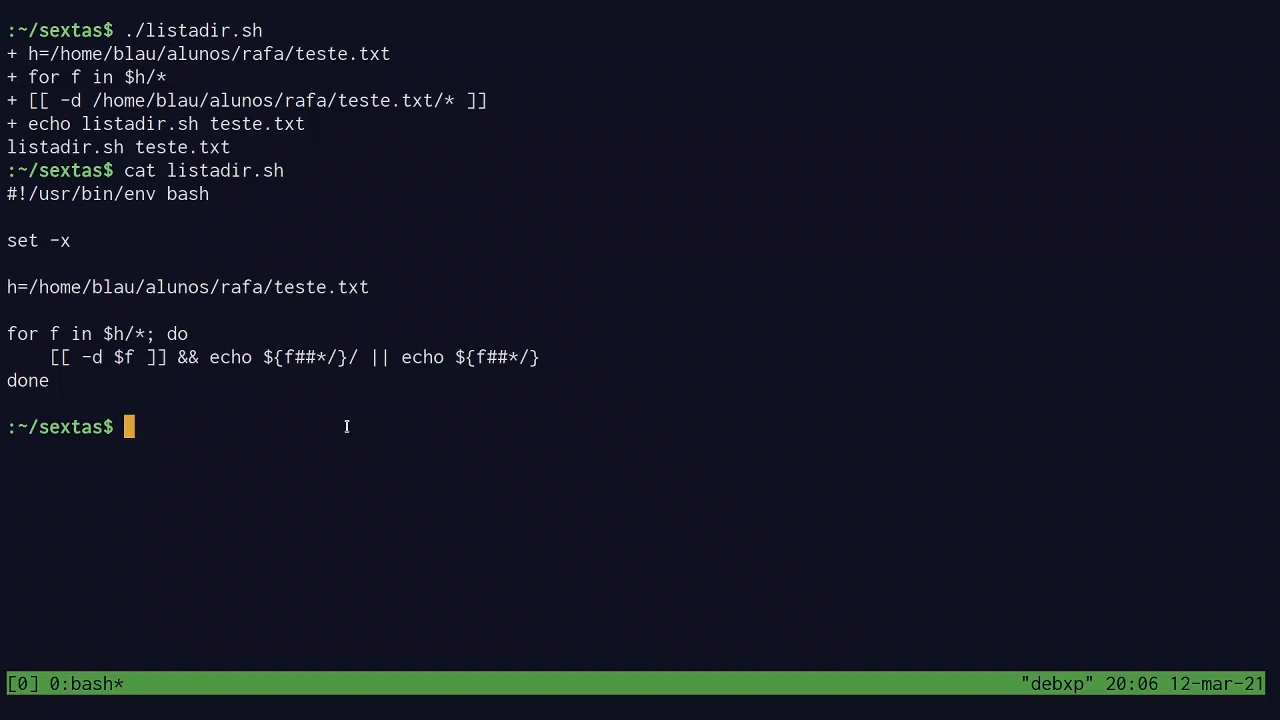 :~/sextas$ ./listadir.sh
+ h=/home/blau/alunos/rafa/teste.txt
+ for f in $h/*
+ [[ -d /home/blau/alunos/rafa/teste.txt/* ]]
+ echo listadir.sh teste.txt
listadir.sh teste.txt
:~/sextas$ cat listadir.sh
#!/usr/bin/env bash
set -x
h=/home/blau/alunos/rafa/teste.txt
for f in $h/*; do
    [[ -d $f ]] && echo ${f##*/}/ || echo ${f##*/}
done
:~/sextas$
[0] 0:bash* "debxp" 20:06 12-mar-21